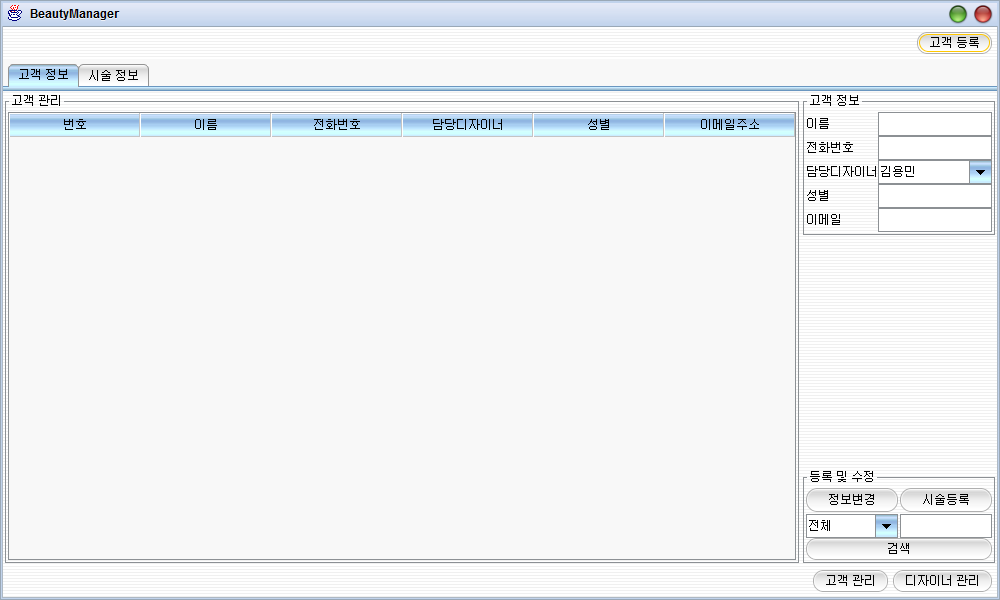 BeautyManager
고객 등록
고객 정보 시술 정보
고객 관리
번호 이름 전화번호 담당디자이너 성별 이메일주소
고객 정보
이름
전화번호
담당디자이너 김용민
성별
이메일
등록 및 수정
정보변경 시술등록
전체
검색
고객 관리 디자이너 관리